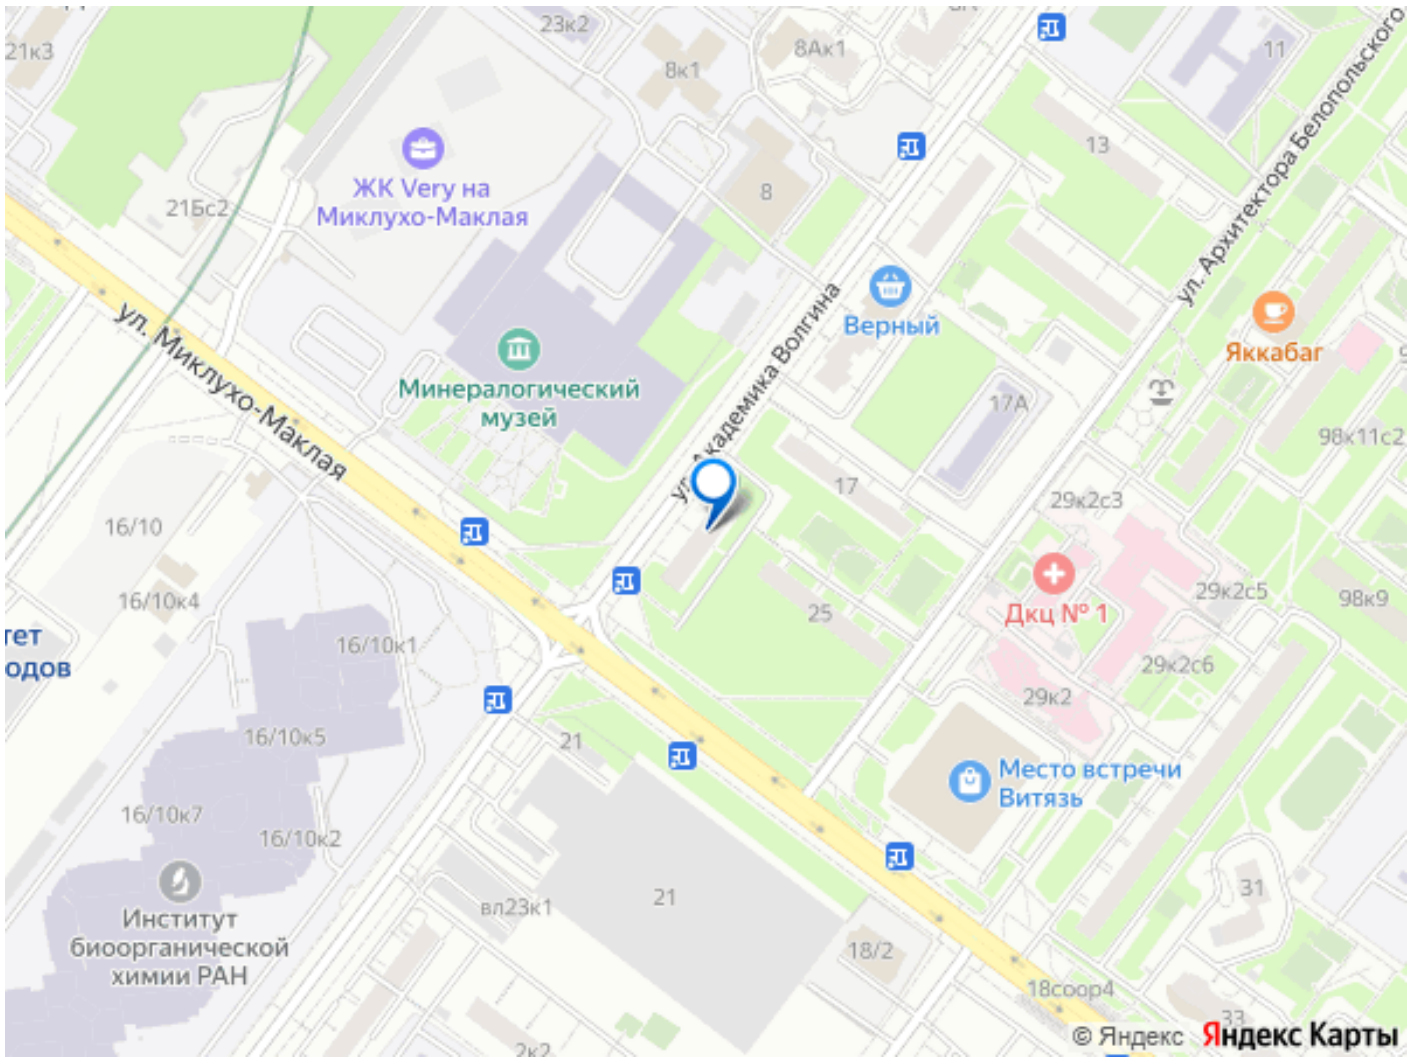 23к2
8Ак1
21к3
8к1
11
13
ЖК Very на
Миклухо-Маклая
21Бс2
8
ул. Архитектора Белопольского
Верный
Яккабаг
ул. Миклухо-Маклая
ул. Академика Волгина
Минералогический
музей
17А
98к11с2
17
29к2с3
16/10
Дкц № 1
29к2с5
98к9
16/10к4
25
тет
одов
16/10к1
29к2с6
29к2
16/10к5
21
Место встречи
Витязь
16/10к7
16/10к2
31
21
вл23к1
Институт
биоорганической
химии РАН
18/2
18соор4
33
2к2
© Яндекс Яндекс Карты